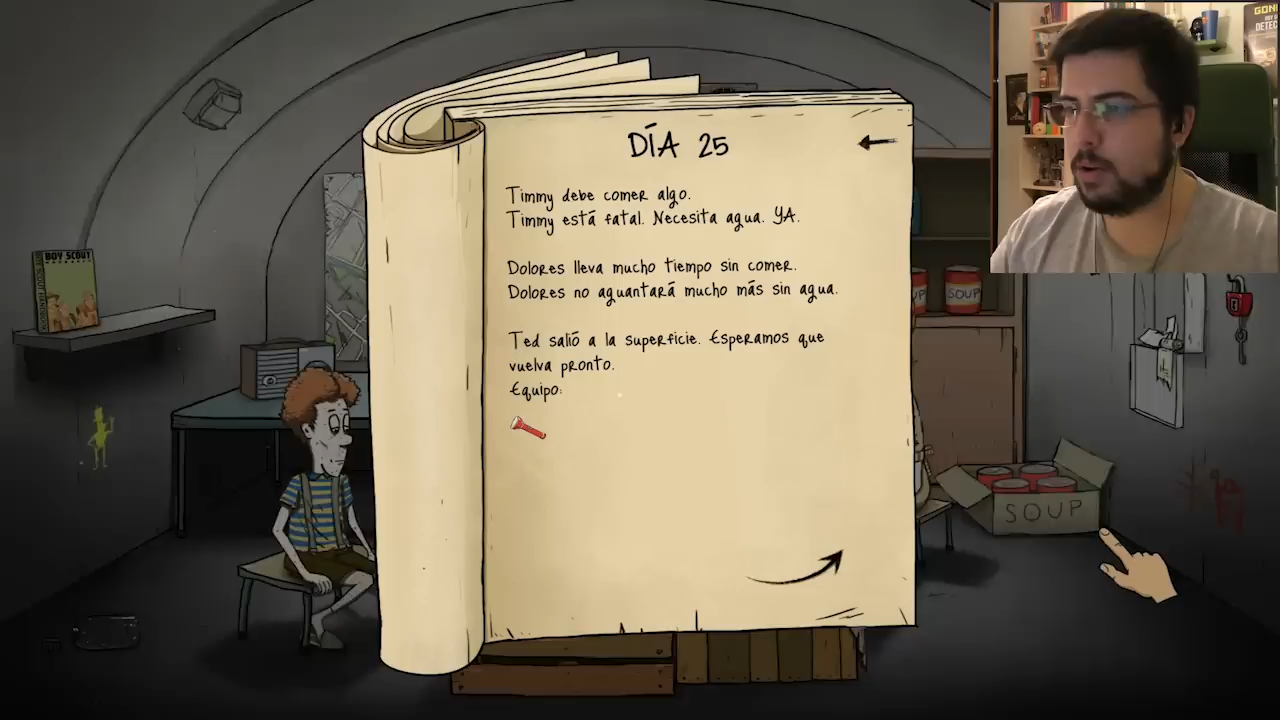 DÍA 25
Timmy debe comer algo.
Timmy está fatal. Necesita agua. YA.
Dolores lleva mucho tiempo sin comer.
Dolores no aguantará mucho más sin agua.
Ted salió a la superficie. Esperamos que
vuelva pronto.
Equipo:
BOY SCOUT
SOUP
SOUP